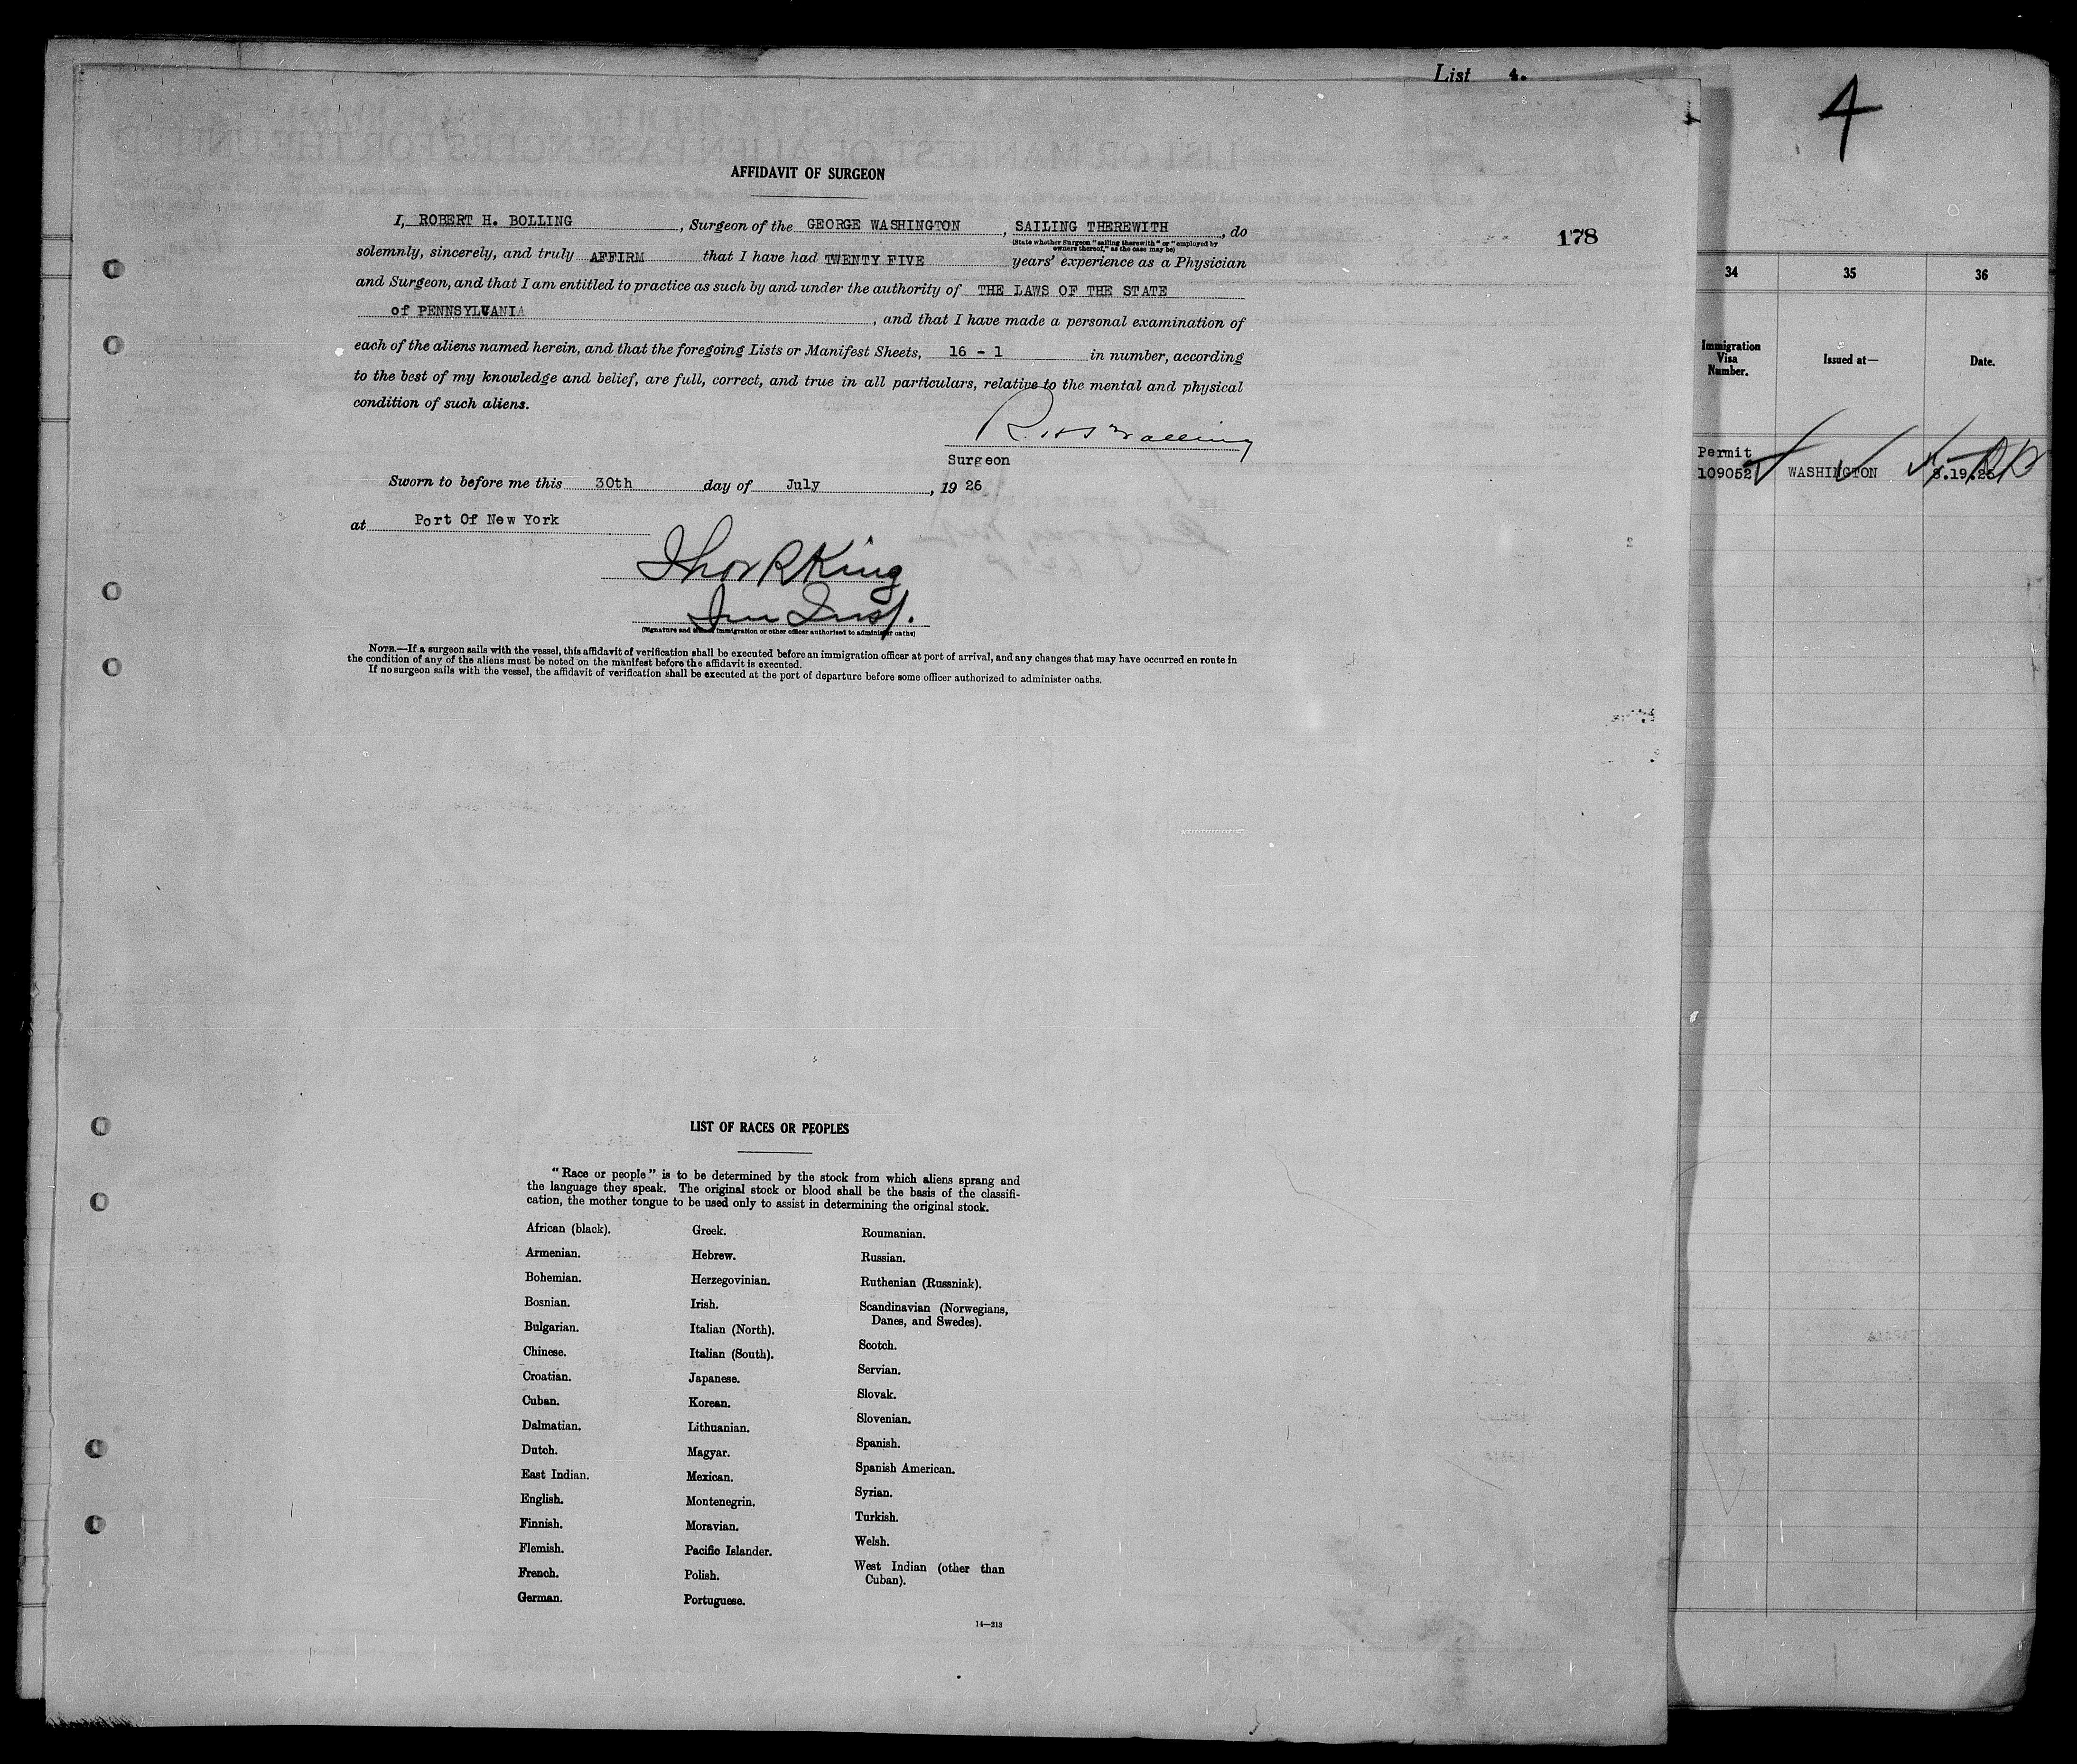 List 4.
4
AFFIDAVIT OF SURGEON
I, ROBERT H. BOLLING, Surgeon of the GEORGE WASHINGTON, SAILING THEREWITH, do
(State whether Surgeon "sailing therewith" or "employed by
owners thereof," as the case may be)
178
solemnly, sincerely, and truly AFFIRM that I have had TWENTY FIVE years' experience as a Physician
and Surgeon, and that I am entitled to practice as such by and under the authority of THE LAWS OF THE STATE
of PENNSYLVANIA, and that I have made a personal examination of
each of the aliens named herein, and that the foregoing Lists or Manifest Sheets, 16 - 1 in number, according
to the best of my knowledge and belief, are full, correct, and true in all particulars, relative to the mental and physical
condition of such aliens.
Surgeon
Sworn to before me this 30th day of July, 1926
at Port Of New York
Thos R King
Imm Insp.
(Signature and title of immigration or other officer authorized to administer oaths)
NOTE.—If a surgeon sails with the vessel, this affidavit of verification shall be executed before an immigration officer at port of arrival, and any changes that may have occurred en route in
the condition of any of the aliens must be noted on the manifest before the affidavit is executed.
If no surgeon sails with the vessel, the affidavit of verification shall be executed at the port of departure before some officer authorized to administer oaths.
LIST OF RACES OR PEOPLES
"Race or people" is to be determined by the stock from which aliens sprang and
the language they speak. The original stock or blood shall be the basis of the classifi-
cation, the mother tongue to be used only to assist in determining the original stock.
African (black).
Armenian.
Bohemian.
Bosnian.
Bulgarian.
Chinese.
Croatian.
Cuban.
Dalmatian.
Dutch.
East Indian.
English.
Finnish.
Flemish.
French.
German.
Greek.
Hebrew.
Herzegovinian.
Irish.
Italian (North).
Italian (South).
Japanese.
Korean.
Lithuanian.
Magyar.
Mexican.
Montenegrin.
Moravian.
Pacific Islander.
Polish.
Portuguese.
Roumanian.
Russian.
Ruthenian (Russniak).
Scandinavian (Norwegians,
Danes, and Swedes).
Scotch.
Servian.
Slovak.
Slovenian.
Spanish.
Spanish American.
Syrian.
Turkish.
Welsh.
West Indian (other than
Cuban).
14—213
34 35 36
Immigration
Visa
Number.
Issued at—
Date.
Permit
109052 WASHINGTON